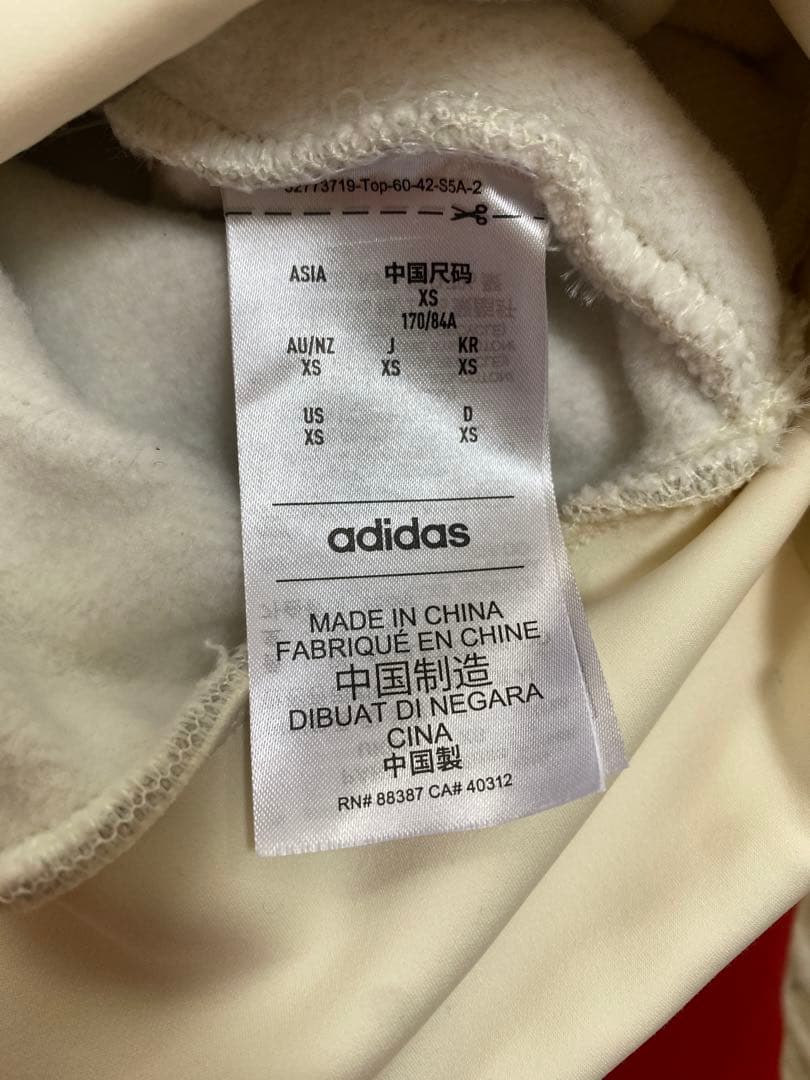 32773719-Top-60-42-S5A-2
ASIA 中国尺码
XS
170/84A
AU/NZ J KR
XS XS XS
US D
XS XS
adidas
MADE IN CHINA
FABRIQUÉ EN CHINE
中国制造
DIBUAT DI NEGARA
CINA
中国製
RN# 88387 CA# 40312